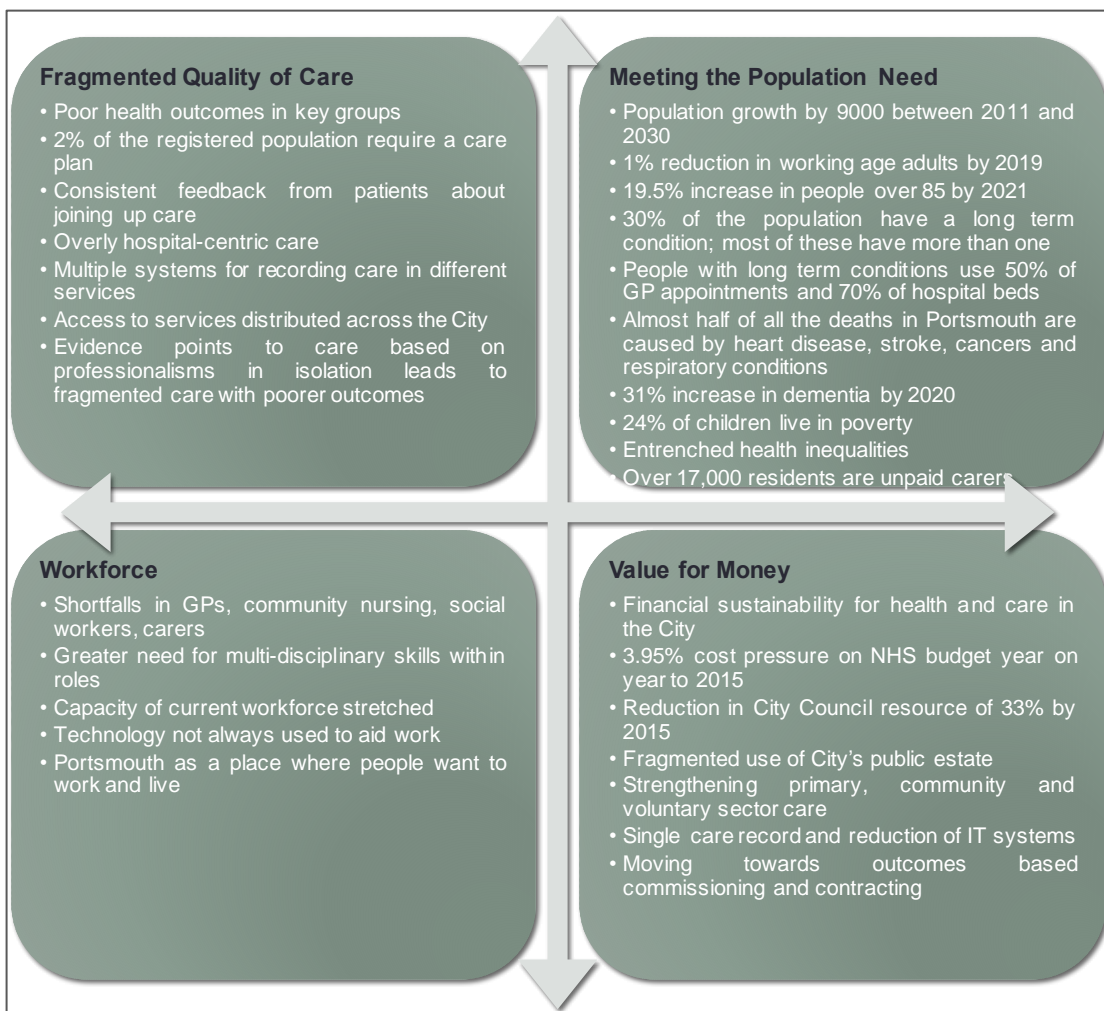 Fragmented Quality of Care
• Poor health outcomes in key groups
• 2% of the registered population require a care
plan
• Consistent feedback from patients about
joining up care
• Overly hospital-centric care
• Multiple systems for recording care in different
services
• Access to services distributed across the City
• Evidence points to care based on
professionalisms in isolation leads to
fragmented care with poorer outcomes
Meeting the Population Need
• Population growth by 9000 between 2011 and
2030
• 1% reduction in working age adults by 2019
• 19.5% increase in people over 85 by 2021
• 30% of the population have a long term
condition; most of these have more than one
• People with long term conditions use 50% of
GP appointments and 70% of hospital beds
• Almost half of all the deaths in Portsmouth are
caused by heart disease, stroke, cancers and
respiratory conditions
• 31% increase in dementia by 2020
• 24% of children live in poverty
• Entrenched health inequalities
• Over 17,000 residents are unpaid carers
Workforce
• Shortfalls in GPs, community nursing, social
workers, carers
• Greater need for multi-disciplinary skills within
roles
• Capacity of current workforce stretched
• Technology not always used to aid work
• Portsmouth as a place where people want to
work and live
Value for Money
• Financial sustainability for health and care in
the City
• 3.95% cost pressure on NHS budget year on
year to 2015
• Reduction in City Council resource of 33% by
2015
• Fragmented use of City's public estate
• Strengthening primary, community and
voluntary sector care
• Single care record and reduction of IT systems
• Moving towards outcomes based
commissioning and contracting